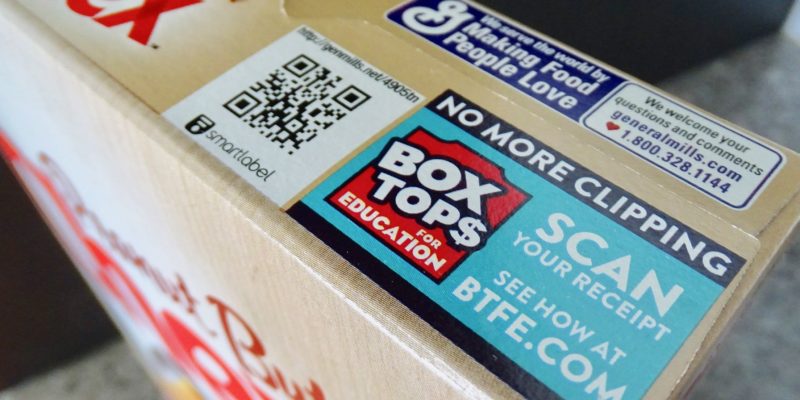 eX
http://genmills.net/4905tn
smartlabel
We serve the world by
Making Food
People Love
We welcome your
questions and comments
generalmills.com
1.800.328.1144
NO MORE CLIPPING
BOX
TOP$
FOR
EDUCATION
SCAN
YOUR RECEIPT
SEE HOW AT
BTFE.COM